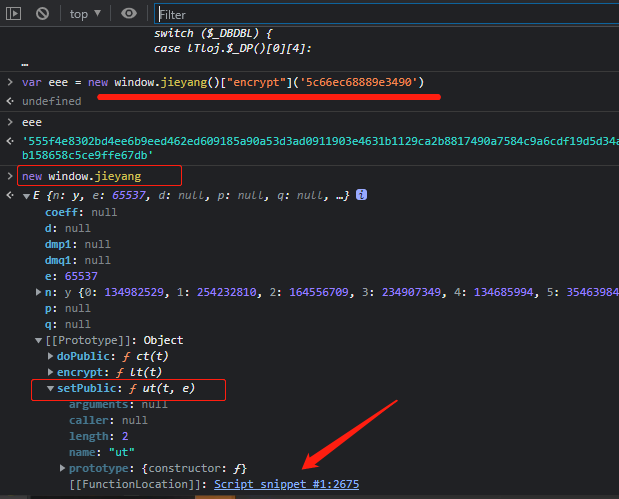 top
Filter
switch ($_DBDBL) {
case lTloj.$_DP()[0][4]:
…
> var eee = new window.jieyang()["encrypt"]('5c66ec68889e3490')
undefined
> eee
'555f4e8302bd4ee6b9eed462ed609185a90a53d3ad0911903e4631b1129ca2b8817490a7584c9a6cdf19d5d34a
b158658c5ce9ffe67db'
> new window.jieyang
E {n: y, e: 65537, d: null, p: null, q: null, …}
coeff: null
d: null
dmp1: null
dmq1: null
e: 65537
n: y {0: 134982529, 1: 254232810, 2: 164556709, 3: 234907349, 4: 134685994, 5: 35463984
p: null
q: null
[[Prototype]]: Object
doPublic: ƒ ct(t)
encrypt: ƒ lt(t)
setPublic: ƒ ut(t, e)
arguments: null
caller: null
length: 2
name: "ut"
prototype: {constructor: ƒ}
[[FunctionLocation]]: Script snippet #1:2675